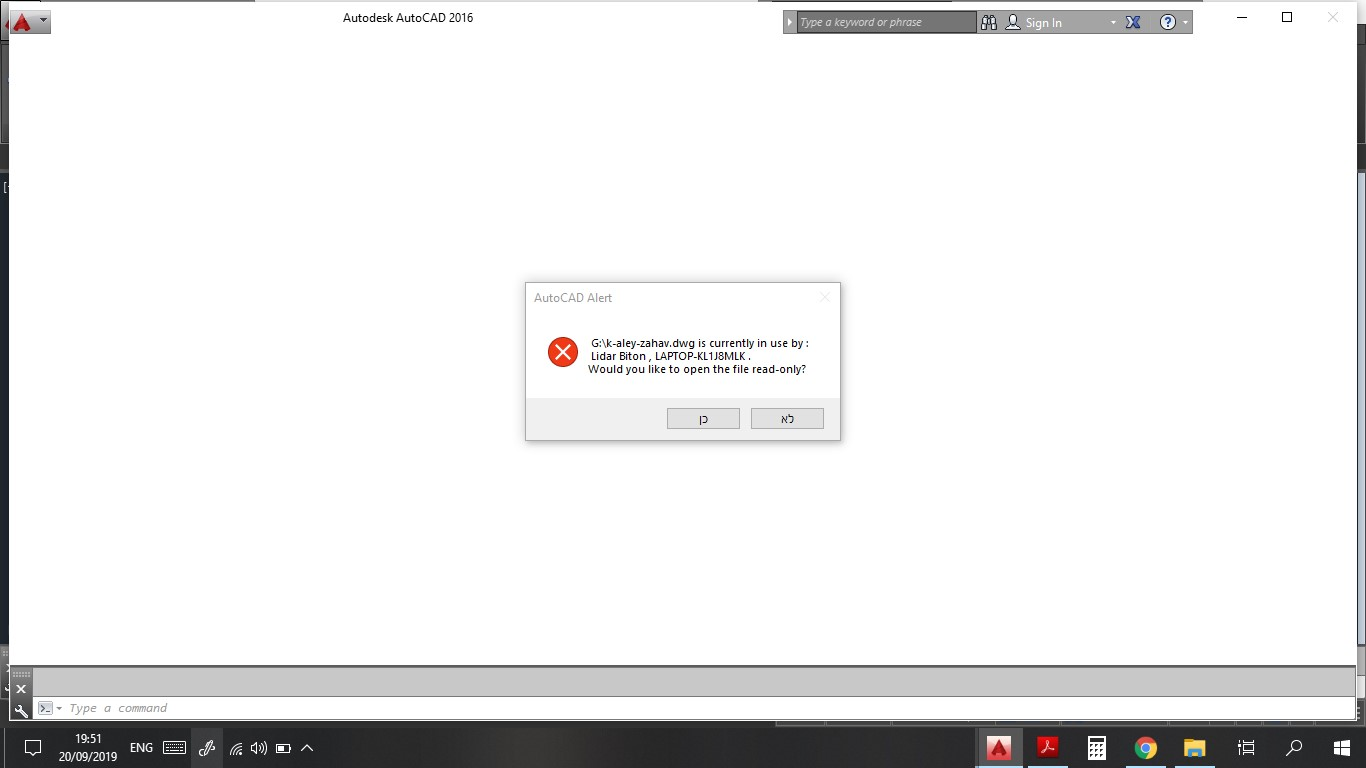 Autodesk AutoCAD 2016
Type a keyword or phrase
Sign In
AutoCAD Alert
G:\k-aley-zahav.dwg is currently in use by :
Lidar Biton , LAPTOP-KL1J8MLK .
Would you like to open the file read-only?
כן
לא
Type a command
19:51
20/09/2019
ENG